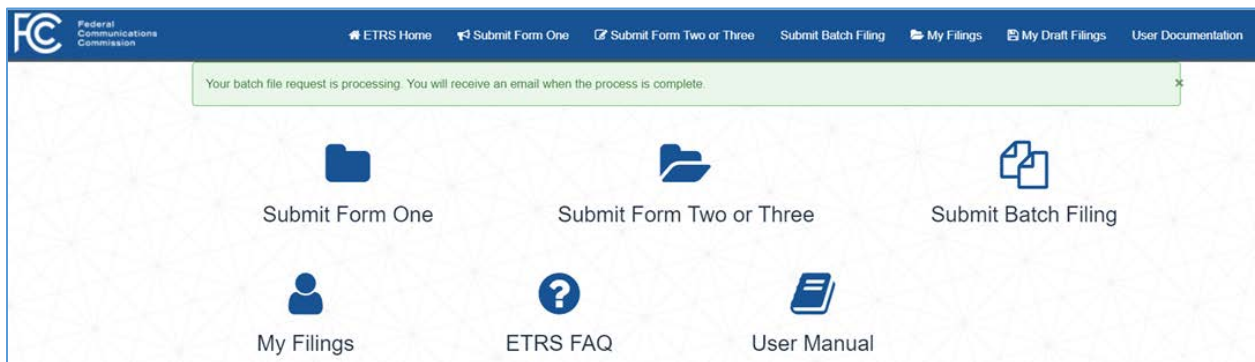 Federal
Communications
Commission
ETRS Home
Submit Form One
Submit Form Two or Three
Submit Batch Filing
My Filings
My Draft Filings
User Documentation
Your batch file request is processing. You will receive an email when the process is complete.
Submit Form One
Submit Form Two or Three
Submit Batch Filing
My Filings
ETRS FAQ
User Manual